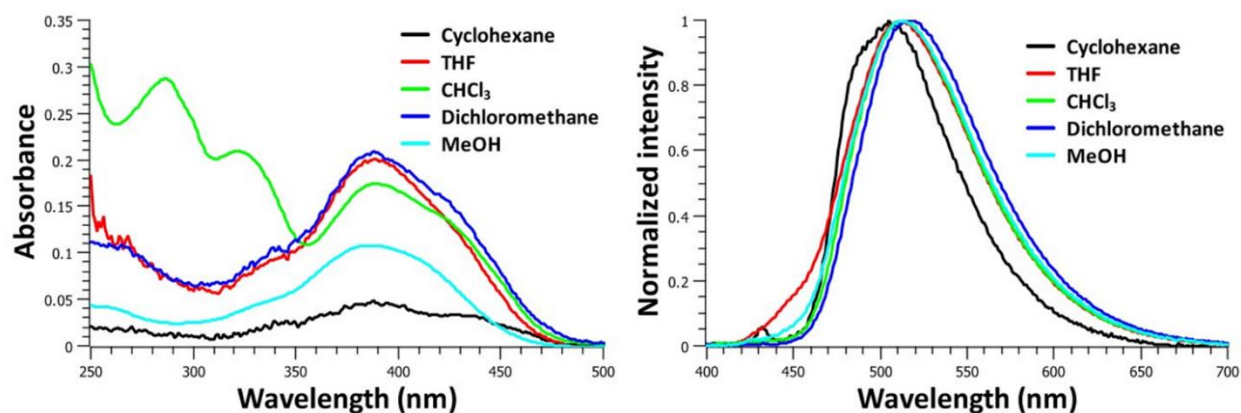 0.35
0.3
0.25
0.2
0.15
0.1
0.05
0
Absorbance
Cyclohexane
THF
CHCl₃
Dichloromethane
MeOH
250 300 350 400 450 500
Wavelength (nm)
1
0.8
0.6
0.4
0.2
0
Normalized intensity
Cyclohexane
THF
CHCl₃
Dichloromethane
MeOH
400 450 500 550 600 650 700
Wavelength (nm)